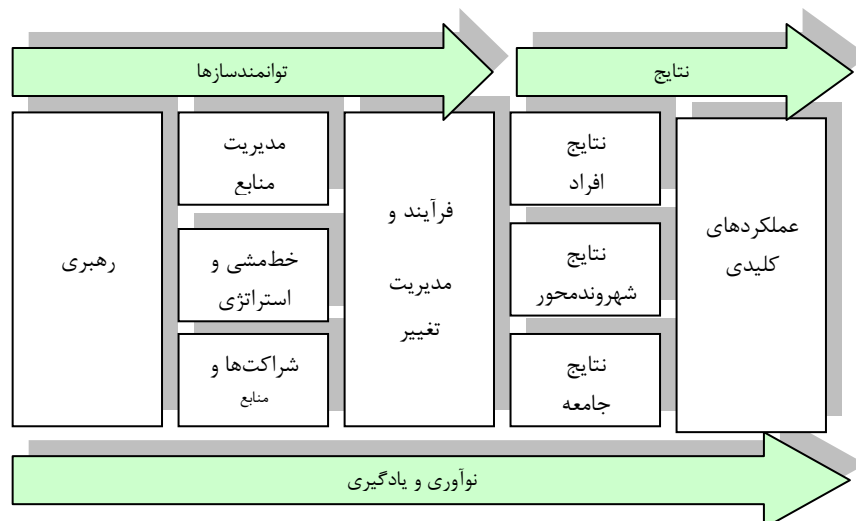 توانمندسازها
نتایج
رهبری
مدیریت
منابع
خط‌مشی و
استراتژی
شراکت‌ها و
منابع
فرآیند و
مدیریت
تغییر
نتایج
افراد
نتایج
شهروندمحور
نتایج
جامعه
عملکردهای
کلیدی
نوآوری و یادگیری